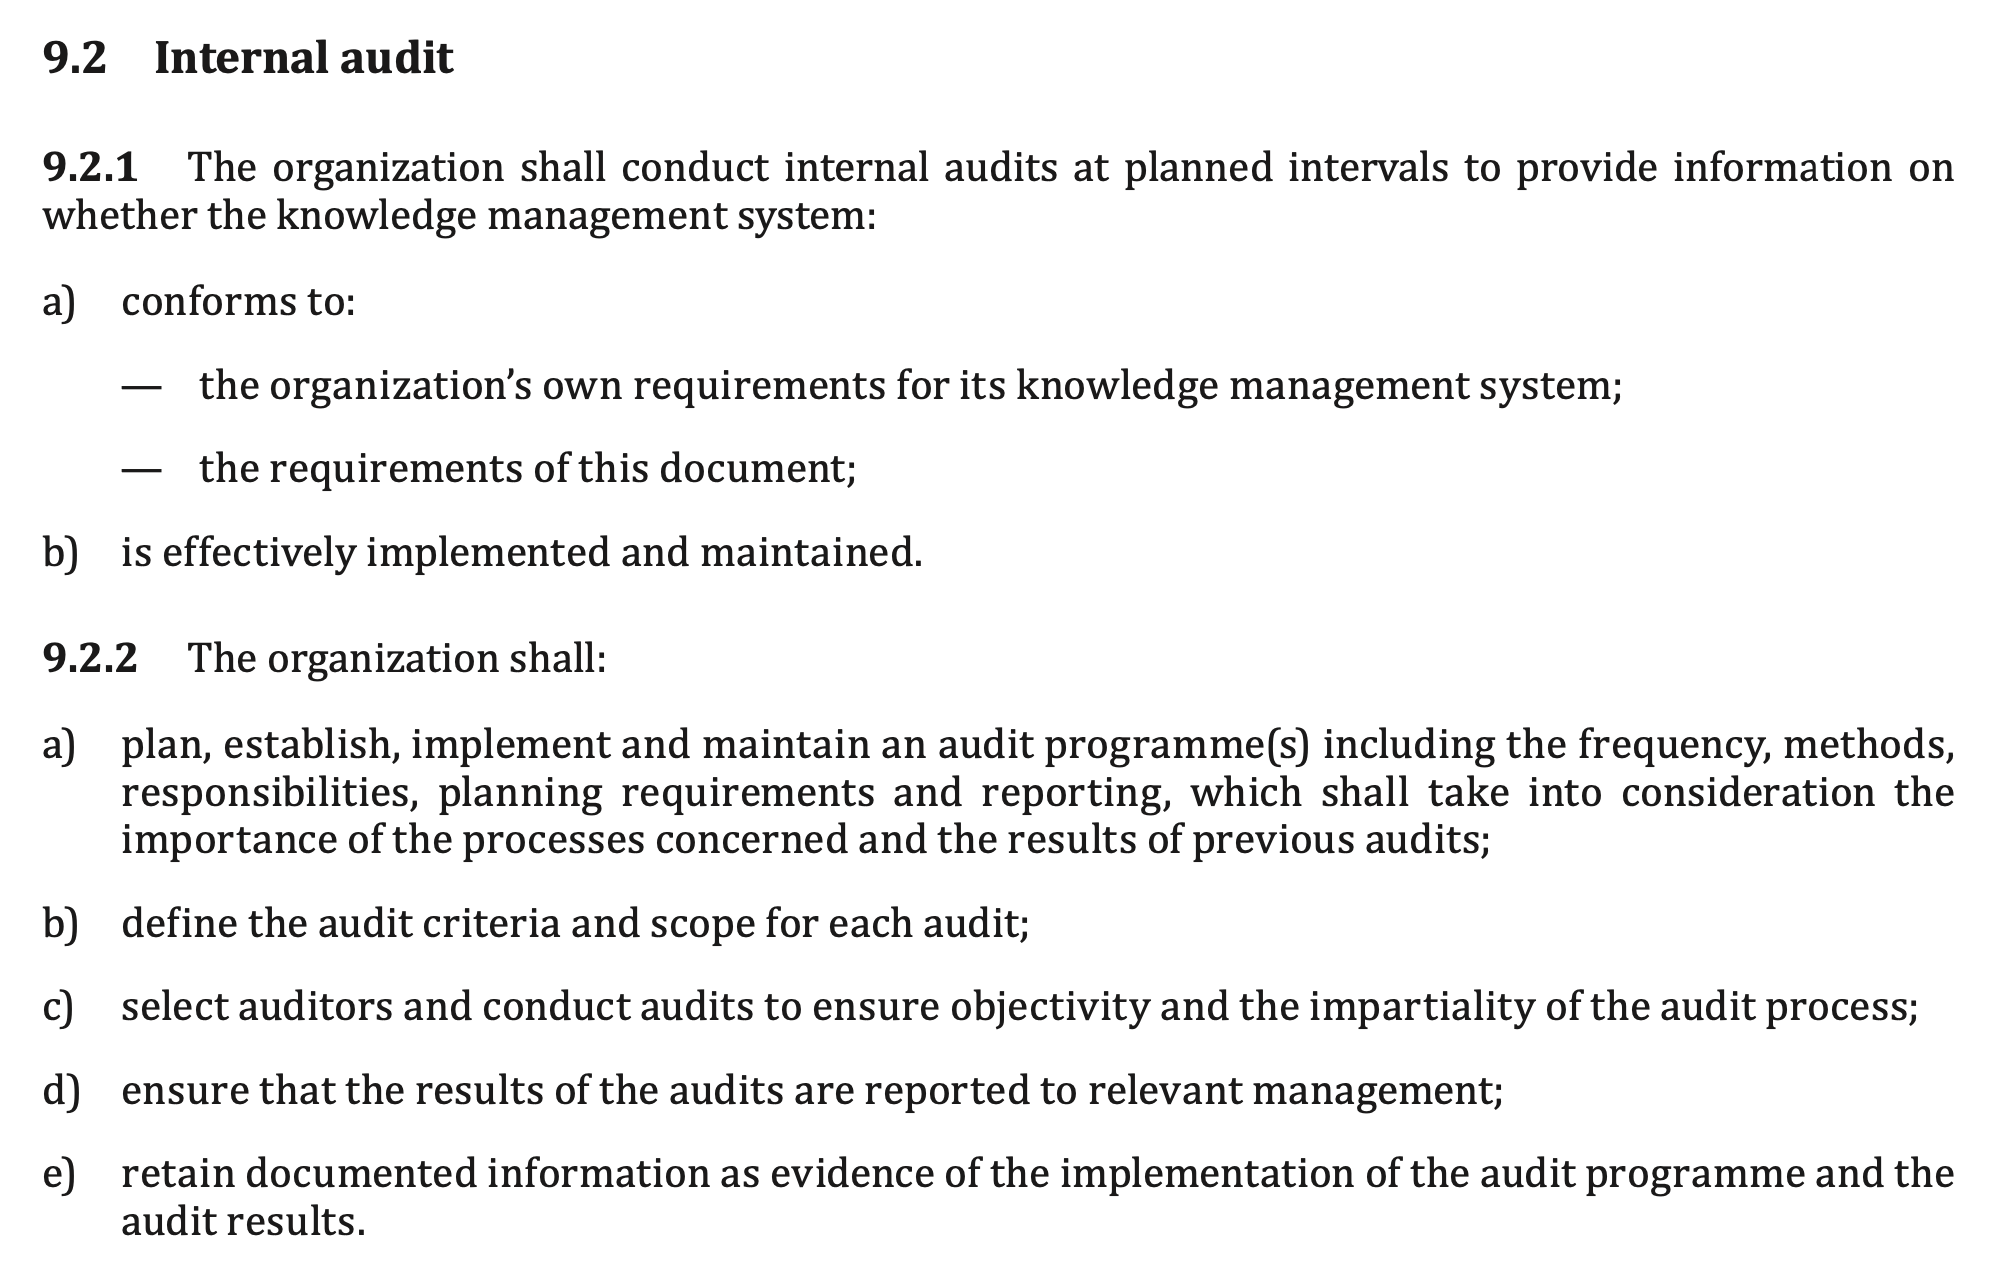 9.2 Internal audit
9.2.1 The organization shall conduct internal audits at planned intervals to provide information on
whether the knowledge management system:
a) conforms to:
— the organization’s own requirements for its knowledge management system;
— the requirements of this document;
b) is effectively implemented and maintained.
9.2.2 The organization shall:
a) plan, establish, implement and maintain an audit programme(s) including the frequency, methods,
responsibilities, planning requirements and reporting, which shall take into consideration the
importance of the processes concerned and the results of previous audits;
b) define the audit criteria and scope for each audit;
c) select auditors and conduct audits to ensure objectivity and the impartiality of the audit process;
d) ensure that the results of the audits are reported to relevant management;
e) retain documented information as evidence of the implementation of the audit programme and the
audit results.